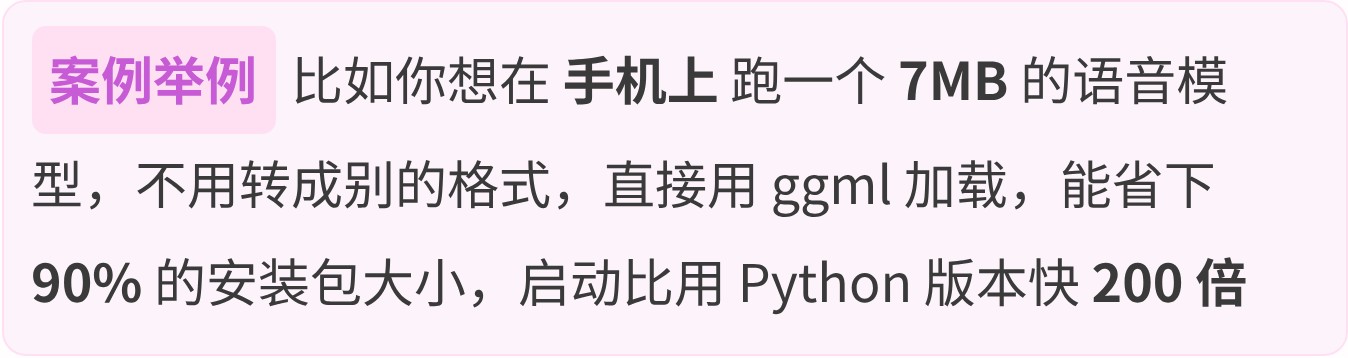 案例举例 比如你想在 手机上 跑一个 7MB 的语音模
型，不用转成别的格式，直接用 ggml 加载，能省下
90% 的安装包大小，启动比用 Python 版本快 200 倍